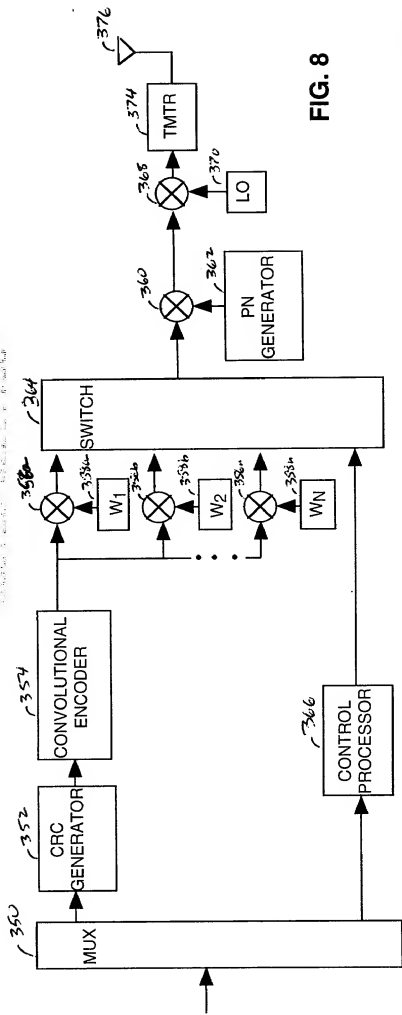 350
MUX
352
CRC
GENERATOR
354
CONVOLUTIONAL
ENCODER
356a
358a
W1
356b
358b
W2
356n
358n
WN
364
SWITCH
366
CONTROL
PROCESSOR
360
362
PN
GENERATOR
368
370
LO
374
TMTR
376
FIG. 8